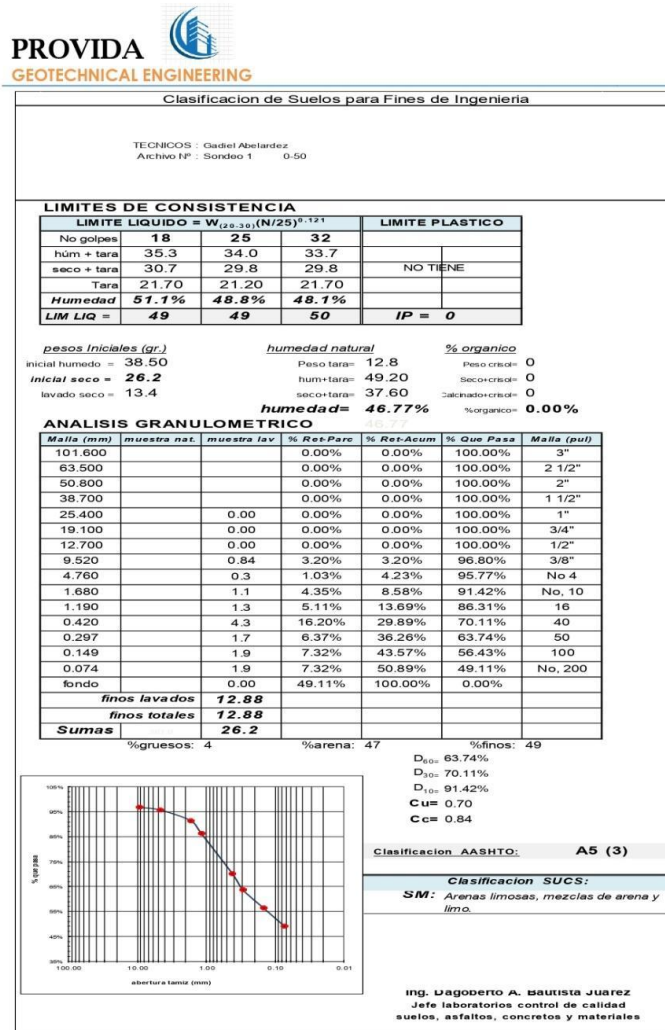 PROVIDA
GEOTECHNICAL ENGINEERING
Clasificacion de Suelos para Fines de Ingenieria
TECNICOS : Gadiel Abelardez
Archivo Nº : Sondeo 1 0-50
LIMITES DE CONSISTENCIA
LIMITE LIQUIDO = W(20-30)(N/25)^0.121 LIMITE PLASTICO
No golpes 18 25 32
húm + tara 35.3 34.0 33.7
seco + tara 30.7 29.8 29.8 NO TIENE
Tara 21.70 21.20 21.70
Humedad 51.1% 48.8% 48.1%
LIM LIQ = 49 49 50 IP = 0
pesos Iniciales (gr.) humedad natural % organico
inicial humedo = 38.50 Peso tara= 12.8 Peso crisol= 0
inicial seco = 26.2 hum+tara= 49.20 Seco+crisol= 0
lavado seco = 13.4 seco+tara= 37.60 Calcinado+crisol= 0
humedad= 46.77% %organico= 0.00%
ANALISIS GRANULOMETRICO 46.77
Malla (mm) muestra nat. muestra lav % Ret-Parc % Ret-Acum % Que Pasa Malla (pul)
101.600 0.00% 0.00% 100.00% 3"
63.500 0.00% 0.00% 100.00% 2 1/2"
50.800 0.00% 0.00% 100.00% 2"
38.700 0.00% 0.00% 100.00% 1 1/2"
25.400 0.00 0.00% 0.00% 100.00% 1"
19.100 0.00 0.00% 0.00% 100.00% 3/4"
12.700 0.00 0.00% 0.00% 100.00% 1/2"
9.520 0.84 3.20% 3.20% 96.80% 3/8"
4.760 0.3 1.03% 4.23% 95.77% No 4
1.680 1.1 4.35% 8.58% 91.42% No, 10
1.190 1.3 5.11% 13.69% 86.31% 16
0.420 4.3 16.20% 29.89% 70.11% 40
0.297 1.7 6.37% 36.26% 63.74% 50
0.149 1.9 7.32% 43.57% 56.43% 100
0.074 1.9 7.32% 50.89% 49.11% No, 200
fondo 0.00 49.11% 100.00% 0.00%
finos lavados 12.88
finos totales 12.88
Sumas 26.2
%gruesos: 4 %arena: 47 %finos: 49
D60= 63.74%
D30= 70.11%
D10= 91.42%
Cu= 0.70
Cc= 0.84
Clasificacion AASHTO: A5 (3)
Clasificacion SUCS:
SM: Arenas limosas, mezclas de arena y
limo.
105%
95%
85%
75%
65%
55%
45%
35%
% que pasa
100.00 10.00 1.00 0.10 0.01
abertura tamiz (mm)
Ing. Dagoberto A. Bautista Juarez
Jefe laboratorios control de calidad
suelos, asfaltos, concretos y materiales